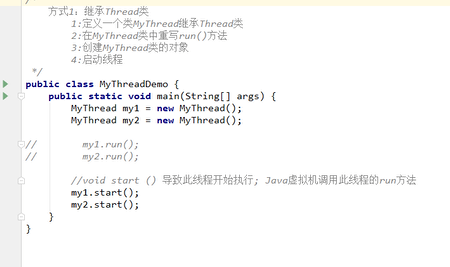 方式1：继承Thread类
1:定义一个类MyThread继承Thread类
2:在MyThread类中重写run()方法
3:创建MyThread类的对象
4:启动线程
*/
public class MyThreadDemo {
public static void main(String[] args) {
MyThread my1 = new MyThread();
MyThread my2 = new MyThread();
// my1.run();
// my2.run();
//void start () 导致此线程开始执行; Java虚拟机调用此线程的run方法
my1.start();
my2.start();
}
}